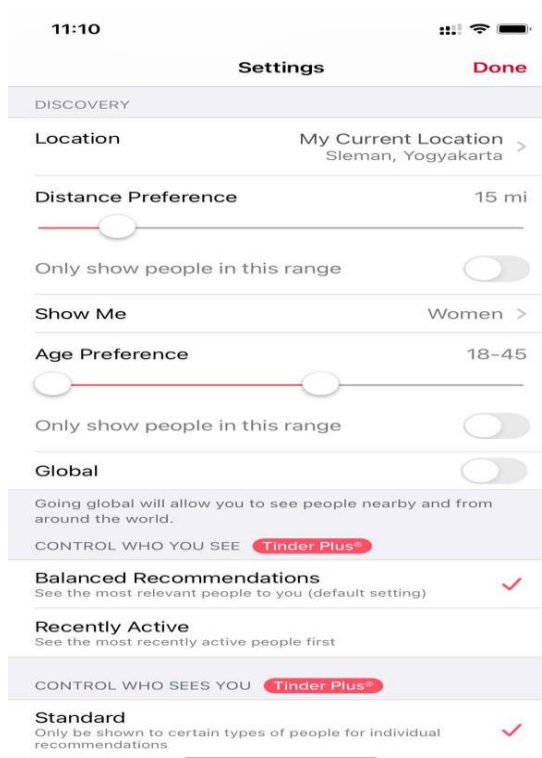 11:10
Settings
Done
DISCOVERY
Location
My Current Location
Sleman, Yogyakarta
Distance Preference
15 mi
Only show people in this range
Show Me
Women
Age Preference
18-45
Only show people in this range
Global
Going global will allow you to see people nearby and from
around the world.
CONTROL WHO YOU SEE Tinder Plus®
Balanced Recommendations
See the most relevant people to you (default setting)
Recently Active
See the most recently active people first
CONTROL WHO SEES YOU Tinder Plus®
Standard
Only be shown to certain types of people for individual
recommendations